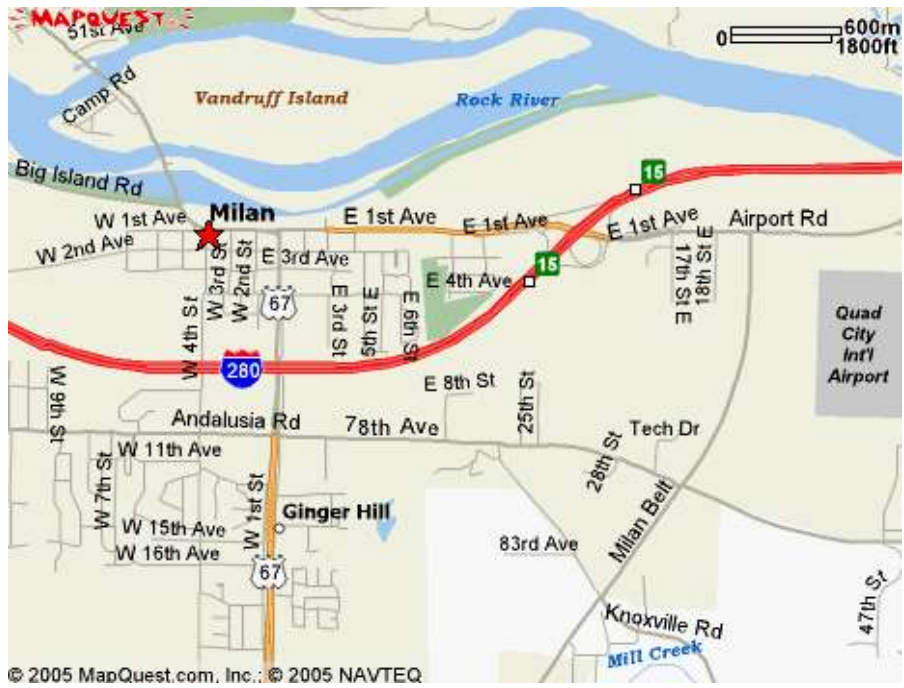 MAPQUEST
51st Ave
0 600m
1800ft
Camp Rd
Vandruff Island
Rock River
15
Big Island Rd
W 1st Ave
Milan
E 1st Ave
E 1st Ave
E 1st Ave
Airport Rd
W 2nd Ave
W 3rd St
W 2nd St
E 3rd Ave
15
E 4th Ave
17th St E
18th St E
67
W 4th St
E 3rd St
5th St E
E 6th St
Quad
City
Int'l
Airport
280
W 9th St
E 8th St
25th St
Andalusia Rd
78th Ave
Tech Dr
W 11th Ave
28th St
W 7th St
W 1st St
Ginger Hill
Milan Belt
W 15th Ave
W 16th Ave
83rd Ave
67
47th St
Knoxville Rd
Mill Creek
© 2005 MapQuest.com, Inc.; © 2005 NAVTEQ